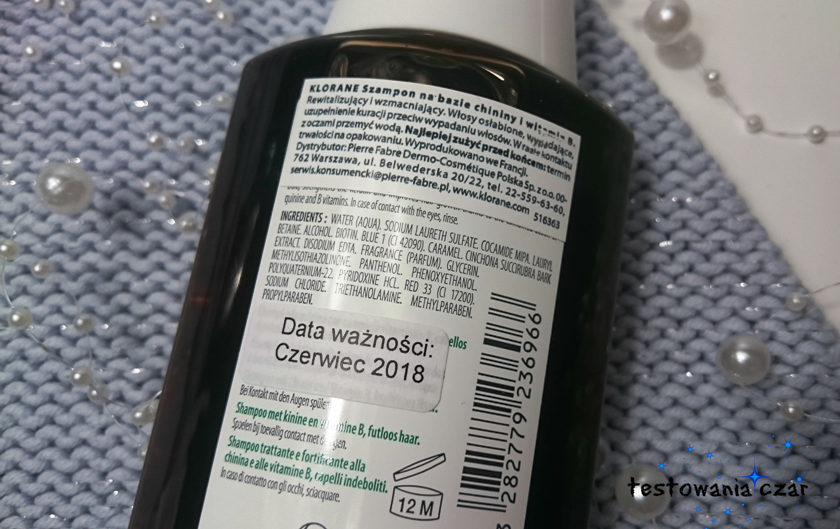 KLORANE Szampon na bazie chininy i witamin B.
Rewitalizujący i wzmacniający. Włosy osłabione, wypadające,
uzupełnienie kuracji przeciw wypadaniu włosów. W razie kontaktu
z oczami przemyć wodą. Najlepiej zużyć przed końcem: termin
trwałości na opakowaniu. Wyprodukowano we Francji.
Dystrybutor: Pierre Fabre Dermo-Cosmétique Polska Sp. zo.o. 00-
762 Warszawa, ul. Belwederska 20/22, tel. 22-559-63-60,
serwis.konsumencki@pierre-fabre.pl, www.klorane.com 516363
quinine and B vitamins. In case of contact with the eyes, rinse.
INGREDIENTS : WATER (AQUA). SODIUM LAURETH SULFATE. COCAMIDE MIPA. LAURYL
BETAINE. ALCOHOL. BIOTIN. BLUE 1 (CI 42090). CARAMEL. CINCHONA SUCCIRUBRA BARK
EXTRACT. DISODIUM EDTA. FRAGRANCE (PARFUM). GLYCERIN.
METHYLISOTHIAZOLINONE. PANTHENOL. PHENOXYETHANOL.
POLYQUATERNIUM-22. PYRIDOXINE HCL. RED 33 (CI 17200).
SODIUM CHLORIDE. TRIETHANOLAMINE. METHYLPARABEN.
PROPYLPARABEN.
ellos
Data ważności:
Czerwiec 2018
Bei Kontakt mit den Augen spüle
Shampoo met kinine en vitamine B, futloos haar.
Spoelen bij toevallig contact met ogen.
Shampoo trattante e fortificante alla
chinina e alle vitamine B, capelli indeboliti.
In caso di contatto con gli occhi, sciacquare.
12 M
3 282779 236966
testowania czar